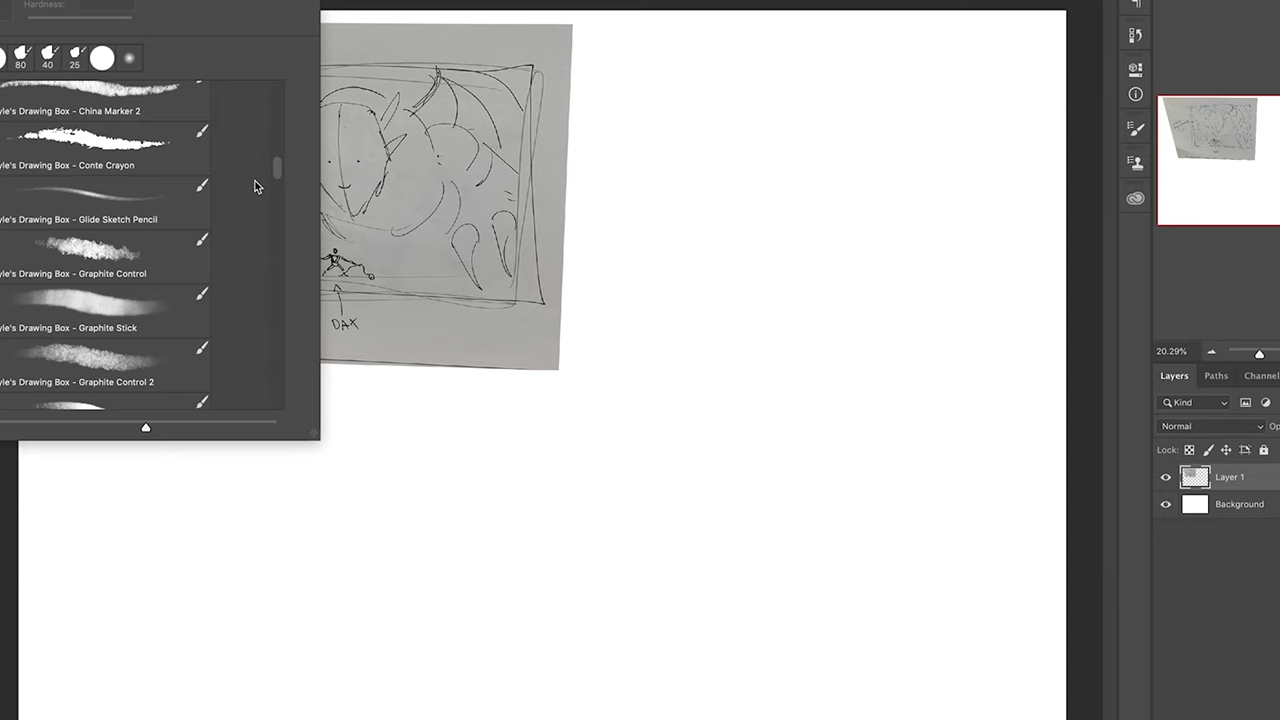 Hardness:
80 40 25
yle's Drawing Box - China Marker 2
yle's Drawing Box - Conte Crayon
yle's Drawing Box - Glide Sketch Pencil
yle's Drawing Box - Graphite Control
yle's Drawing Box - Graphite Stick
yle's Drawing Box - Graphite Control 2
DAX
20.29%
Layers Paths Channel
Kind
Normal Op
Lock:
Layer 1
Background